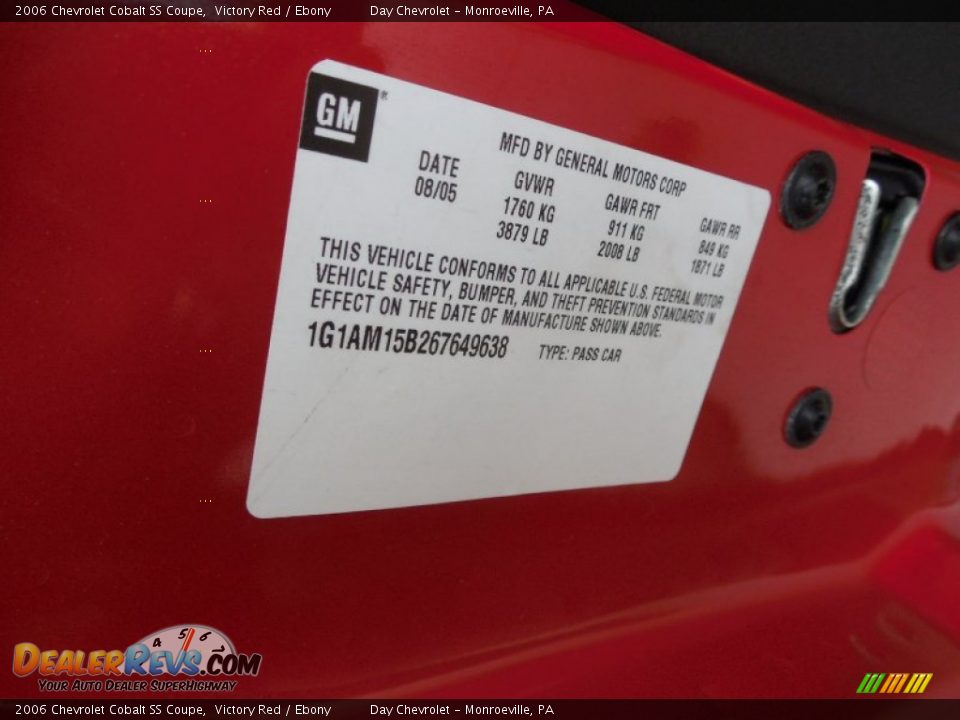 2006 Chevrolet Cobalt SS Coupe, Victory Red / Ebony Day Chevrolet - Monroeville, PA
GM®
MFD BY GENERAL MOTORS CORP
DATE GVWR GAWR FRT GAWR RR
08/05 1760 KG 911 KG 849 KG
3879 LB 2008 LB 1871 LB
THIS VEHICLE CONFORMS TO ALL APPLICABLE U.S. FEDERAL MOTOR
VEHICLE SAFETY, BUMPER, AND THEFT PREVENTION STANDARDS IN
EFFECT ON THE DATE OF MANUFACTURE SHOWN ABOVE.
1G1AM15B267649638 TYPE: PASS CAR
4 5 6
DEALERREVS.COM
YOUR AUTO DEALER SUPERHIGHWAY
2006 Chevrolet Cobalt SS Coupe, Victory Red / Ebony Day Chevrolet - Monroeville, PA